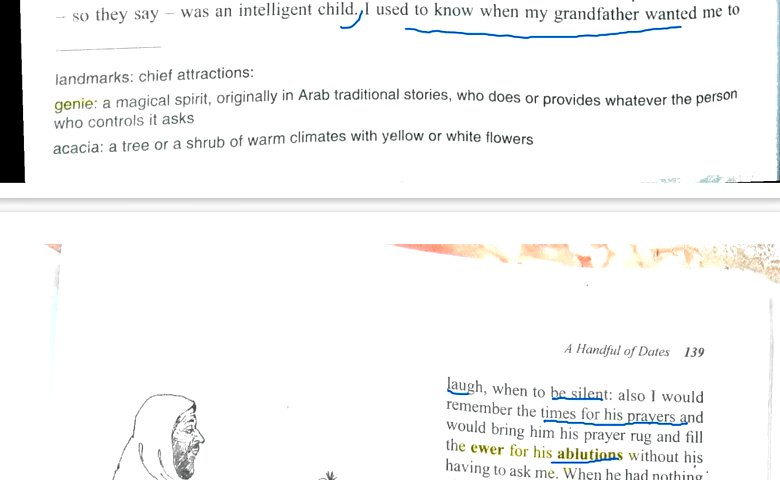 – so they say – was an intelligent child. I used to know when my grandfather wanted me to
landmarks: chief attractions:
genie: a magical spirit, originally in Arab traditional stories, who does or provides whatever the person
who controls it asks
acacia: a tree or a shrub of warm climates with yellow or white flowers
A Handful of Dates 139
laugh, when to be silent: also I would
remember the times for his prayers and
would bring him his prayer rug and fill
the ewer for his ablutions without his
having to ask me. When he had nothing